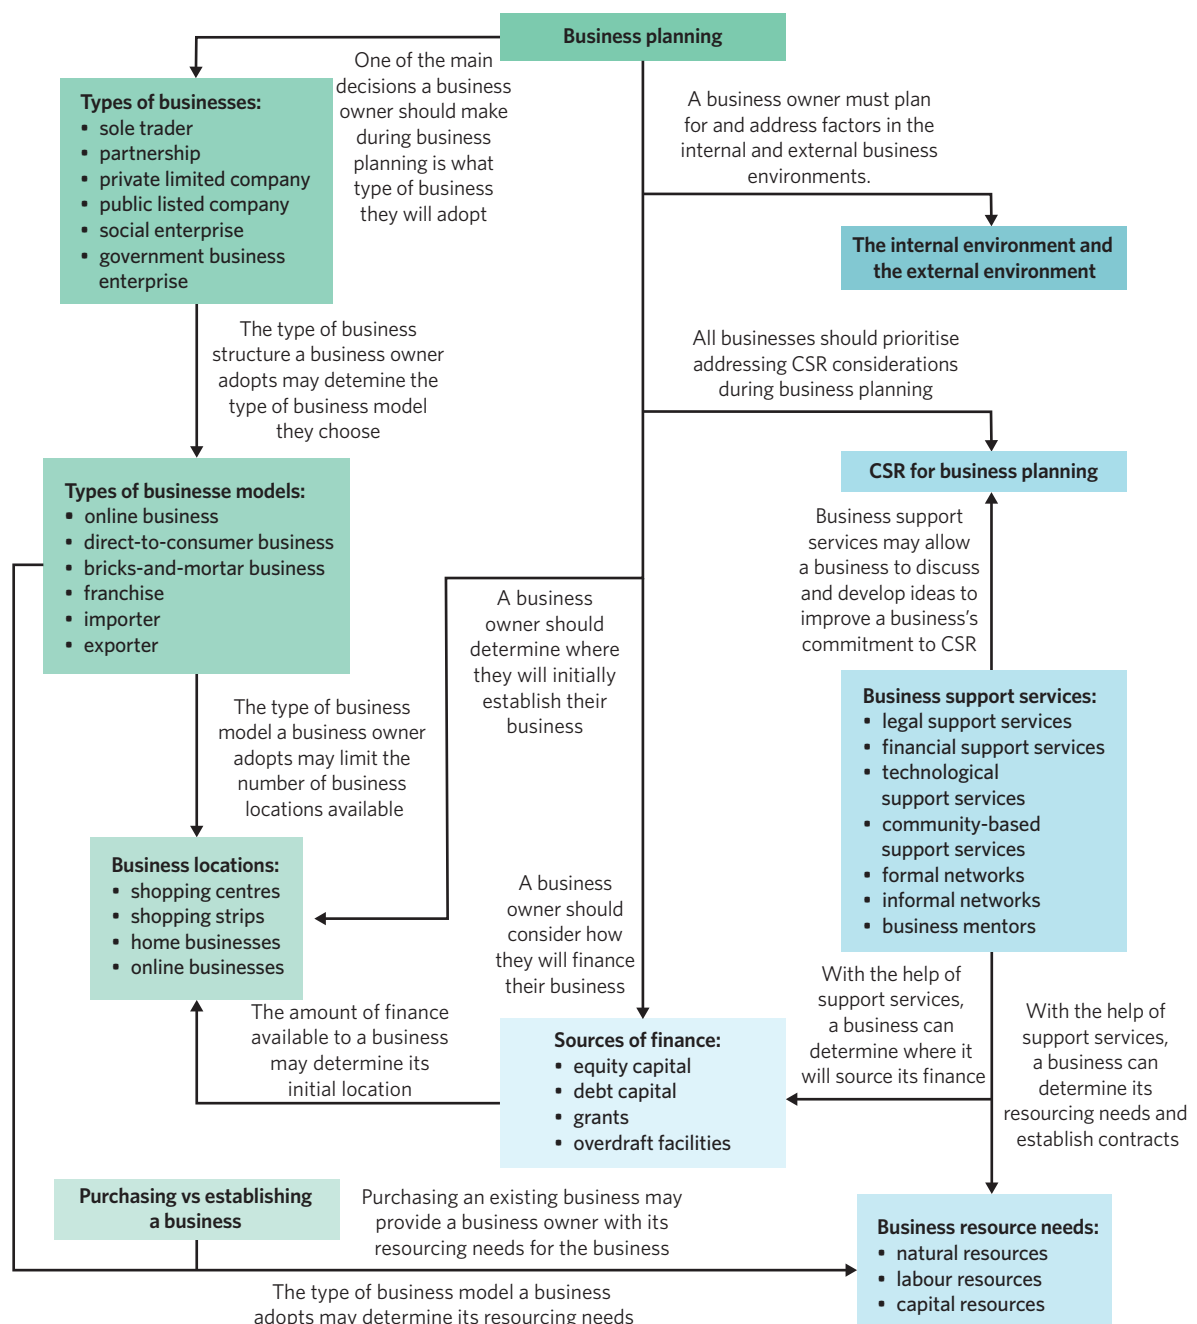 Business planning
One of the main
decisions a business
owner should make
during business
planning is what
type of business
they will adopt
Types of businesses:
• sole trader
• partnership
• private limited company
• public listed company
• social enterprise
• government business
enterprise
A business owner must plan
for and address factors in the
internal and external business
environments.
The internal environment and
the external environment
The type of business
structure a business owner
adopts may detemine the
type of business model
they choose
All businesses should prioritise
addressing CSR considerations
during business planning
CSR for business planning
Types of businesse models:
• online business
• direct-to-consumer business
• bricks-and-mortar business
• franchise
• importer
• exporter
Business support
services may allow
a business to discuss
and develop ideas to
improve a business's
commitment to CSR
A business
owner should
determine where
they will initially
establish their
business
The type of business
model a business owner
adopts may limit the
number of business
locations available
Business support services:
• legal support services
• financial support services
• technological
support services
• community-based
support services
• formal networks
• informal networks
• business mentors
Business locations:
• shopping centres
• shopping strips
• home businesses
• online businesses
A business
owner should
consider how
they will finance
their business
The amount of finance
available to a business
may determine its
initial location
Sources of finance:
• equity capital
• debt capital
• grants
• overdraft facilities
With the help of
support services,
a business can
determine where it
will source its finance
With the help of
support services,
a business can
determine its
resourcing needs and
establish contracts
Purchasing vs establishing
a business
Purchasing an existing business may
provide a business owner with its
resourcing needs for the business
Business resource needs:
• natural resources
• labour resources
• capital resources
The type of business model a business
adopts may determine its resourcing needs